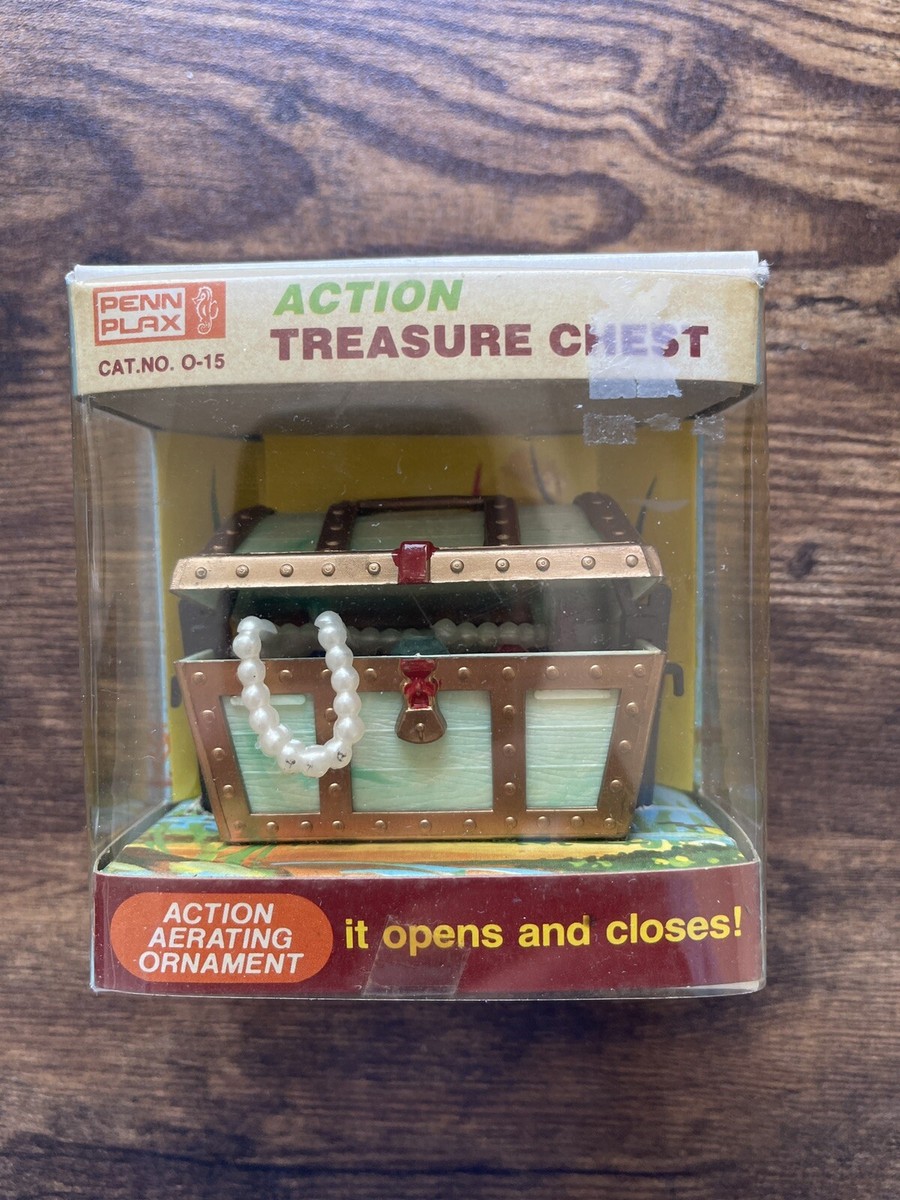 PENN
PLAX
CAT.NO. O-15
ACTION
TREASURE CHEST
ACTION
AERATING
ORNAMENT
it opens and closes!